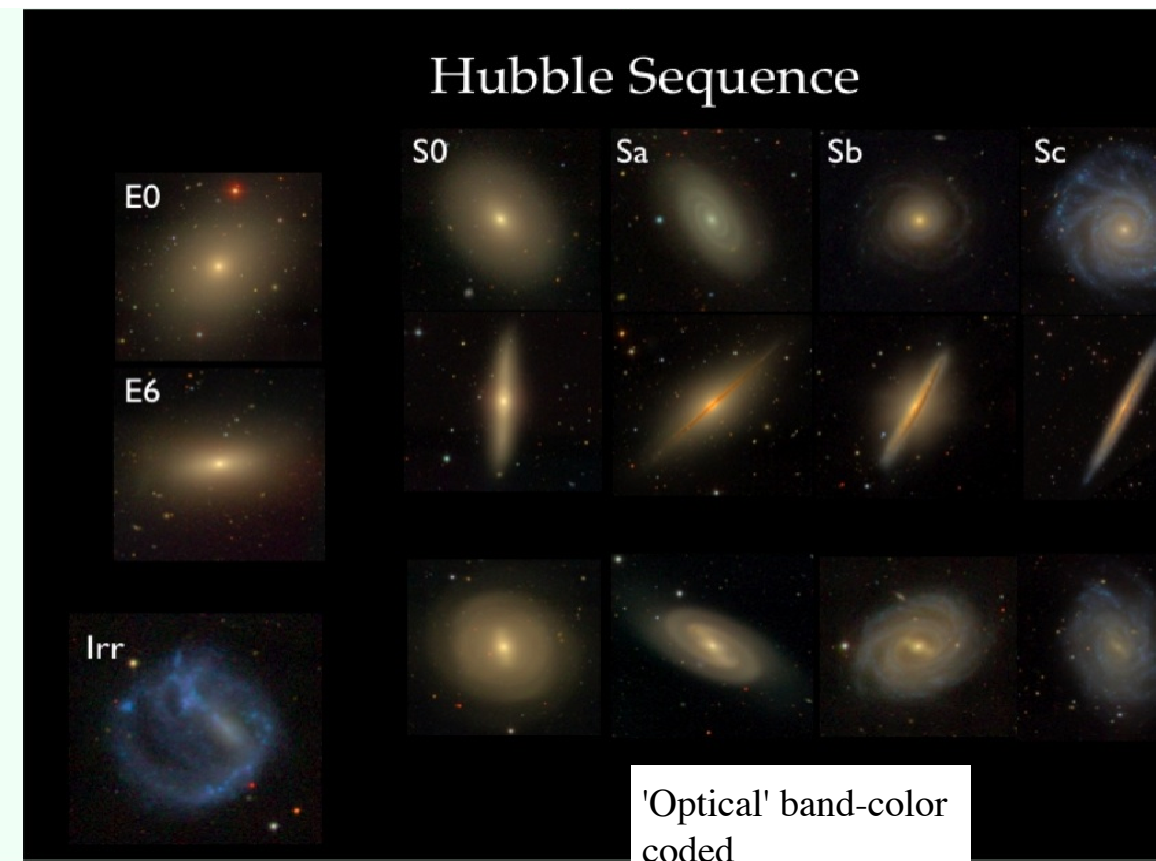 Hubble Sequence
S0
Sa
Sb
Sc
E0
E6
Irr
'Optical' band-color
coded